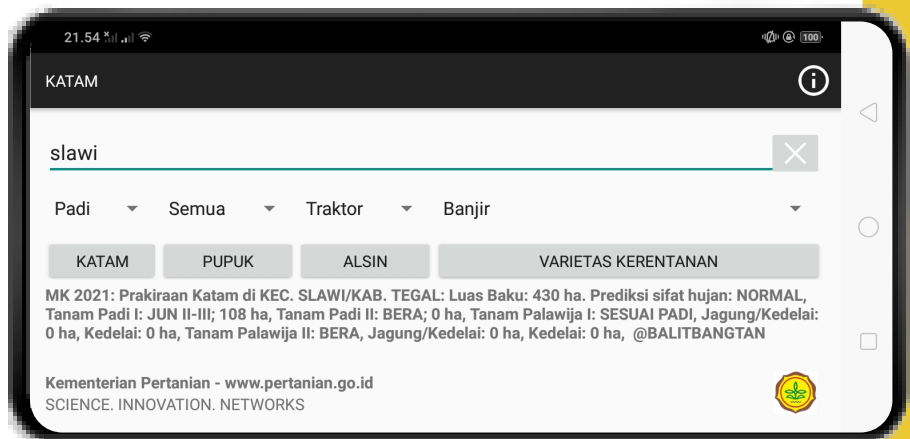 21.54
100
KATAM
slawi
Padi Semua Traktor Banjir
KATAM PUPUK ALSIN VARIETAS KERENTANAN
MK 2021: Prakiraan Katam di KEC. SLAWI/KAB. TEGAL: Luas Baku: 430 ha. Prediksi sifat hujan: NORMAL,
Tanam Padi I: JUN II-III; 108 ha, Tanam Padi II: BERA; 0 ha, Tanam Palawija I: SESUAI PADI, Jagung/Kedelai:
0 ha, Kedelai: 0 ha, Tanam Palawija II: BERA, Jagung/Kedelai: 0 ha, Kedelai: 0 ha, @BALITBANGTAN
Kementerian Pertanian - www.pertanian.go.id
SCIENCE. INNOVATION. NETWORKS